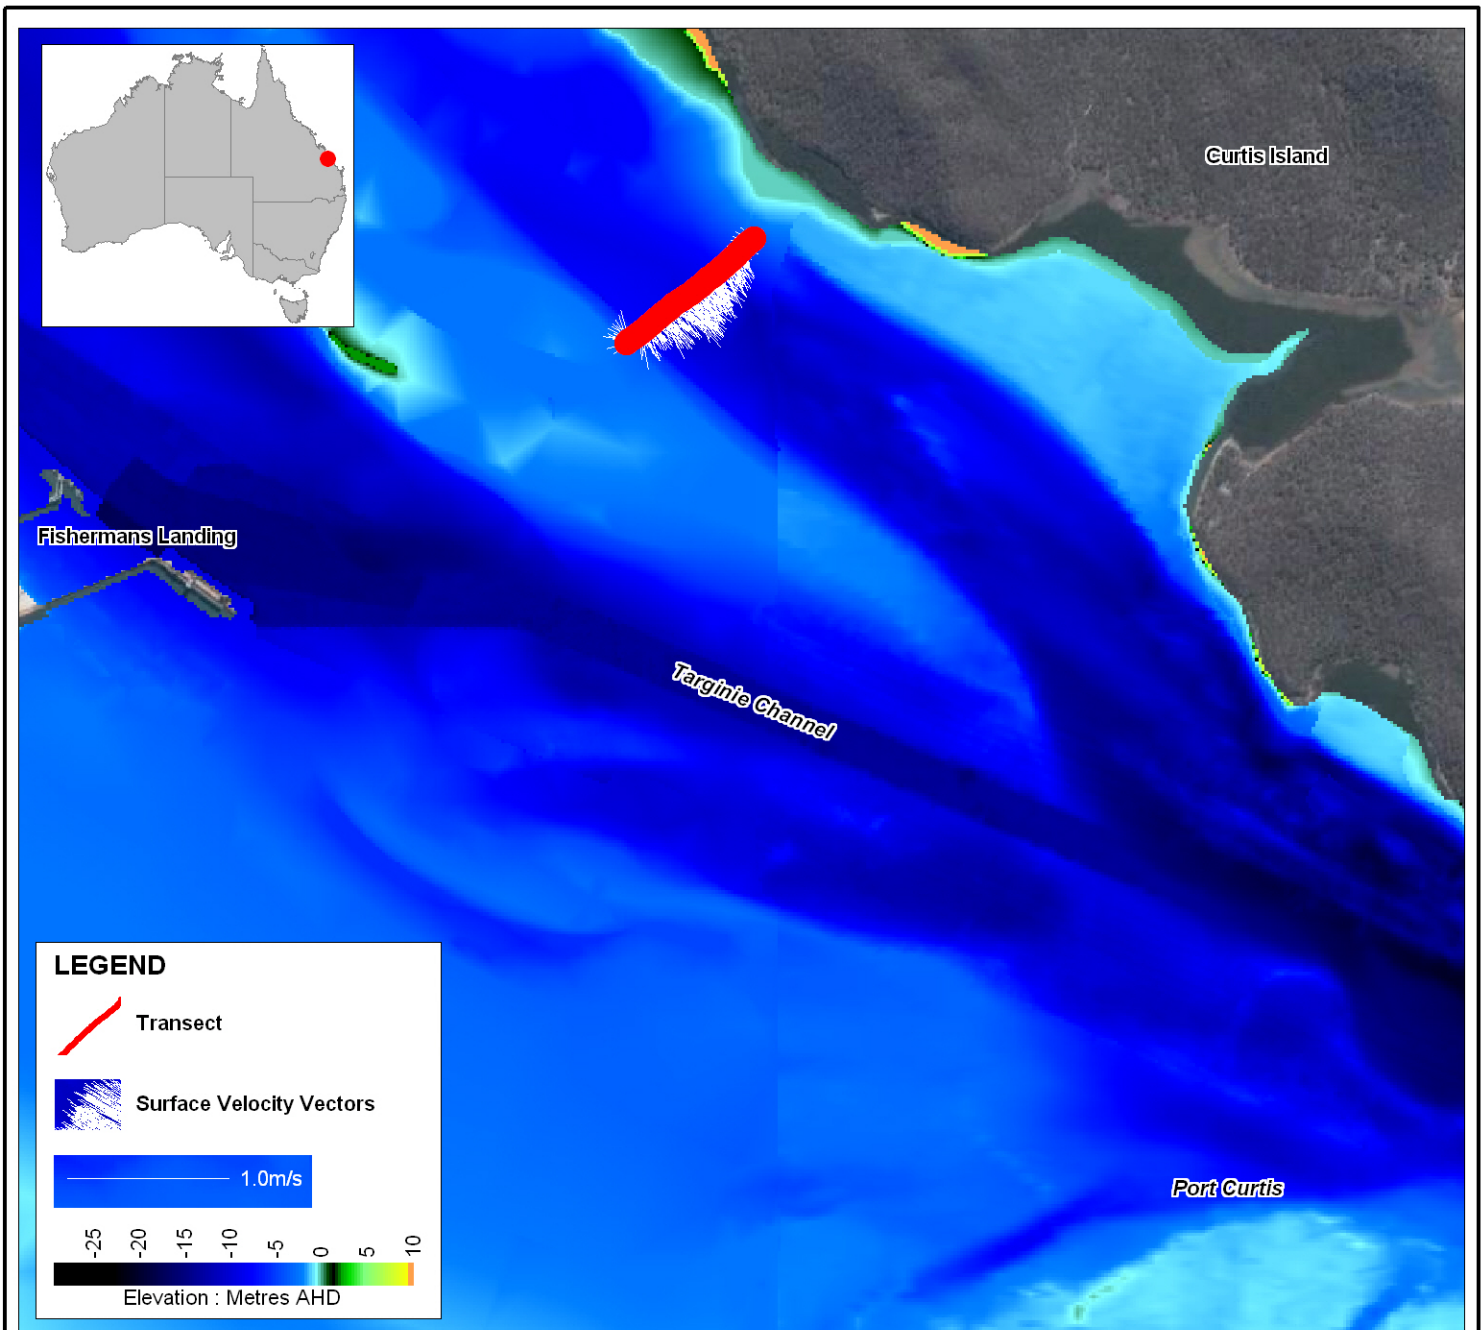 Curtis Island
Fishermans Landing
Targinie Channel
LEGEND
Transect
Surface Velocity Vectors
1.0m/s
-25 -20 -15 -10 -5 0 5 10
Elevation : Metres AHD
Port Curtis